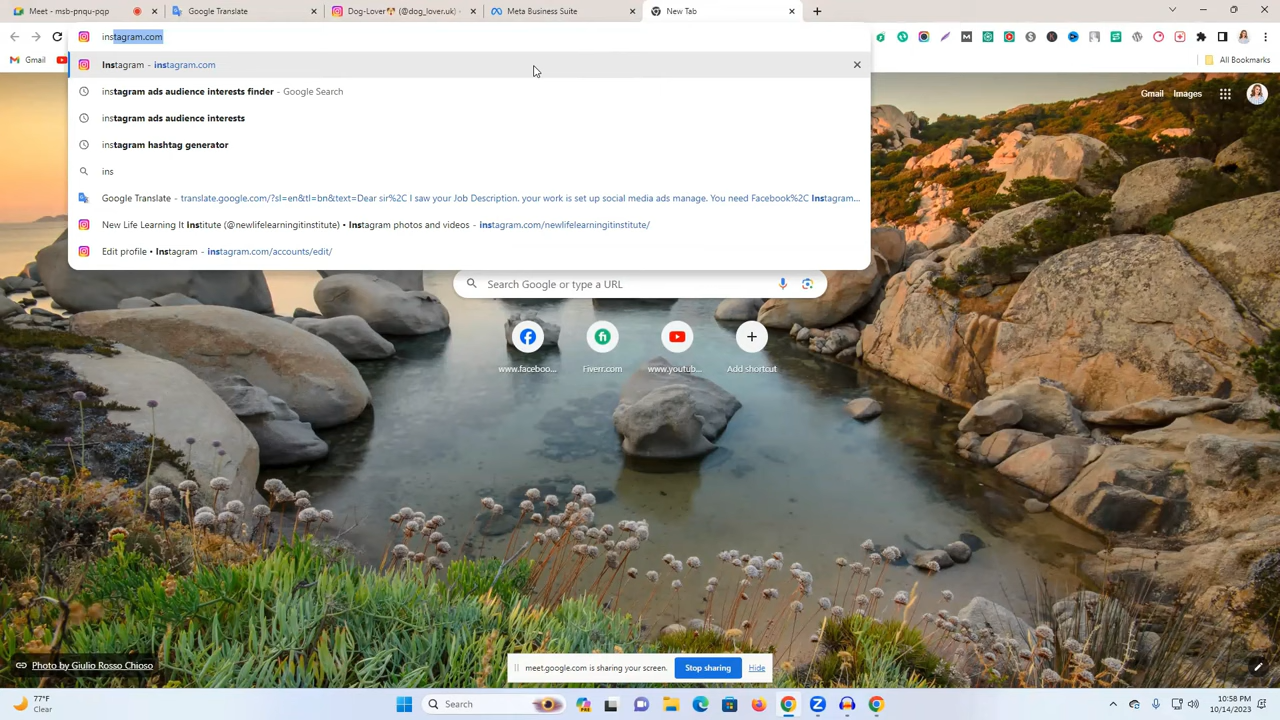 Meet - msb-pnqu-pop
Google Translate
Dog-Lover🐕 (@dog_lover.uk) •
Meta Business Suite
New Tab
instagram.com
Gmail
All Bookmarks
Instagram - instagram.com
instagram ads audience interests finder - Google Search
instagram ads audience interests
instagram hashtag generator
ins
Google Translate - translate.google.com/?sl=en&tl=bn&text=Dear sir%2C I saw your Job Description. your work is set up social media ads manage. You need Facebook%2C Instagram...
New Life Learning It Institute (@newlifelearningitinstitute) • Instagram photos and videos - instagram.com/newlifelearningitinstitute/
Edit profile • Instagram - instagram.com/accounts/edit/
Gmail Images
Search Google or type a URL
www.faceboo...
Fiverr.com
www.youtub...
Add shortcut
Photo by Giulio Rosso Chioso
meet.google.com is sharing your screen.
Stop sharing
Hide
77°F
Clear
Search
10:58 PM
10/14/2023